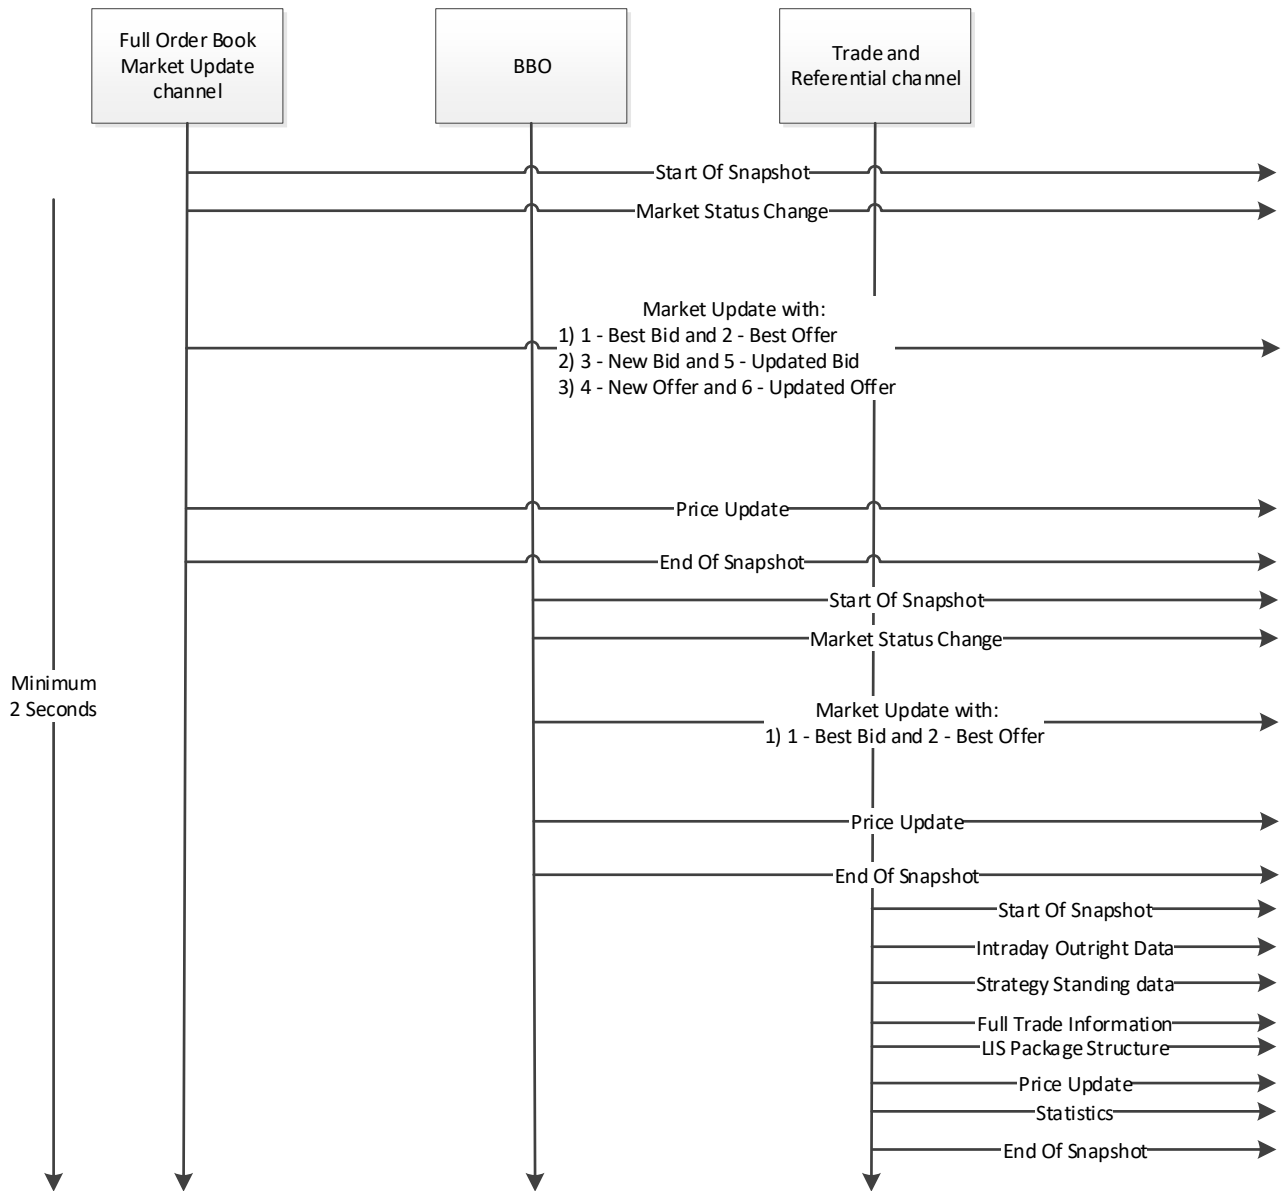 Full Order Book
Market Update
channel
BBO
Trade and
Referential channel
Start Of Snapshot
Market Status Change
Market Update with:
1) 1 - Best Bid and 2 - Best Offer
2) 3 - New Bid and 5 - Updated Bid
3) 4 - New Offer and 6 - Updated Offer
Price Update
End Of Snapshot
Start Of Snapshot
Market Status Change
Minimum
2 Seconds
Market Update with:
1) 1 - Best Bid and 2 - Best Offer
Price Update
End Of Snapshot
Start Of Snapshot
Intraday Outright Data
Strategy Standing data
Full Trade Information
LIS Package Structure
Price Update
Statistics
End Of Snapshot